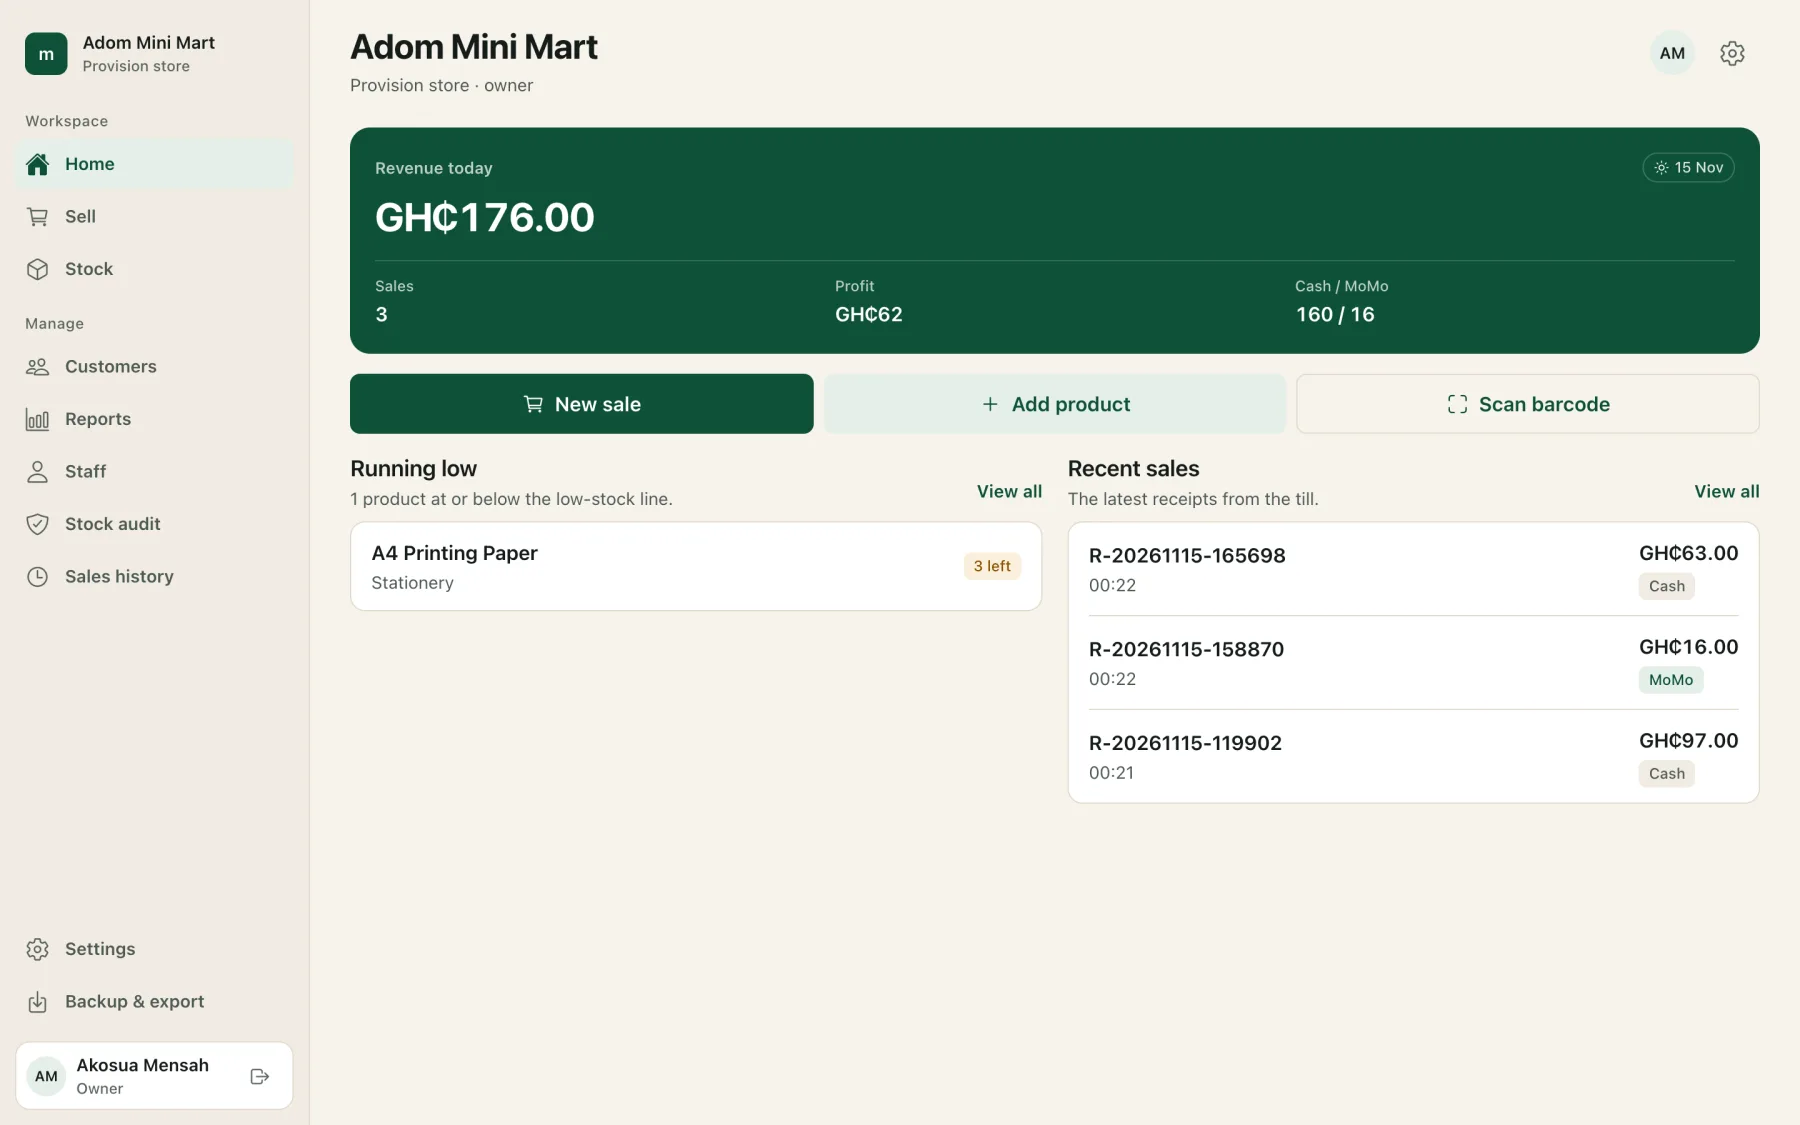 m
Adom Mini Mart
Provision store
Workspace
Home
Sell
Stock
Manage
Customers
Reports
Staff
Stock audit
Sales history
Settings
Backup & export
AM
Akosua Mensah
Owner
Adom Mini Mart
Provision store · owner
AM
Revenue today
15 Nov
GH₵176.00
Sales
3
Profit
GH₵62
Cash / MoMo
160 / 16
New sale
Add product
Scan barcode
Running low
1 product at or below the low-stock line.
View all
A4 Printing Paper
Stationery
3 left
Recent sales
The latest receipts from the till.
View all
R-20261115-165698
00:22
GH₵63.00
Cash
R-20261115-158870
00:22
GH₵16.00
MoMo
R-20261115-119902
00:21
GH₵97.00
Cash